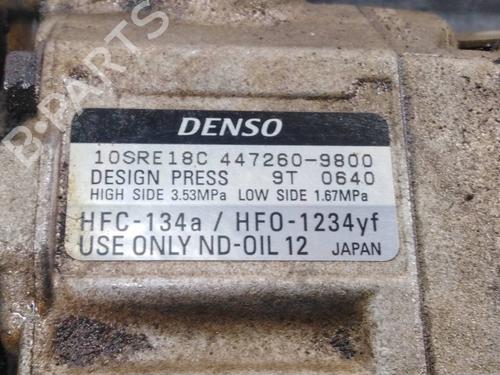 DENSO
10SRE18C 447260-9800
DESIGN PRESS 9T 0640
HIGH SIDE 3.53MPa LOW SIDE 1.67MPa
HFC-134a / HFO-1234yf
USE ONLY ND-OIL 12 JAPAN
B-PARTS